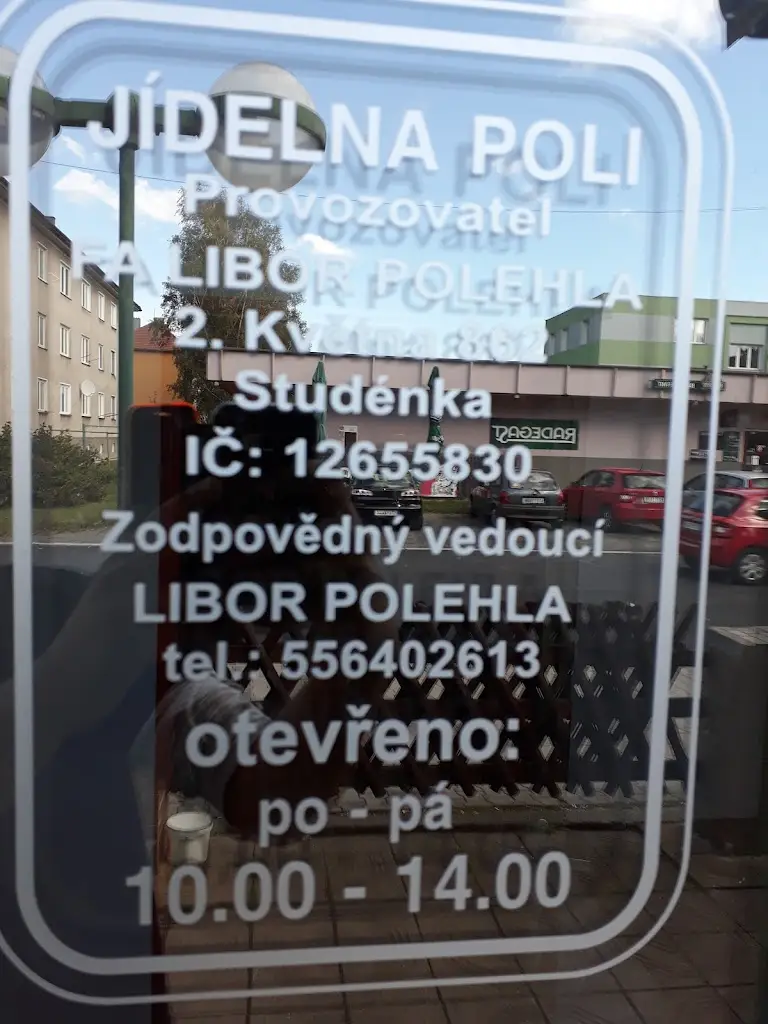 JÍDELNA POLI
Provozovatel
FA LIBOR POLEHLA
2. Května 862
Studénka
IČ: 12655830
Zodpovědný vedoucí
LIBOR POLEHLA
tel.: 556402613
otevřeno:
po - pá
10.00 - 14.00
RADEGAST